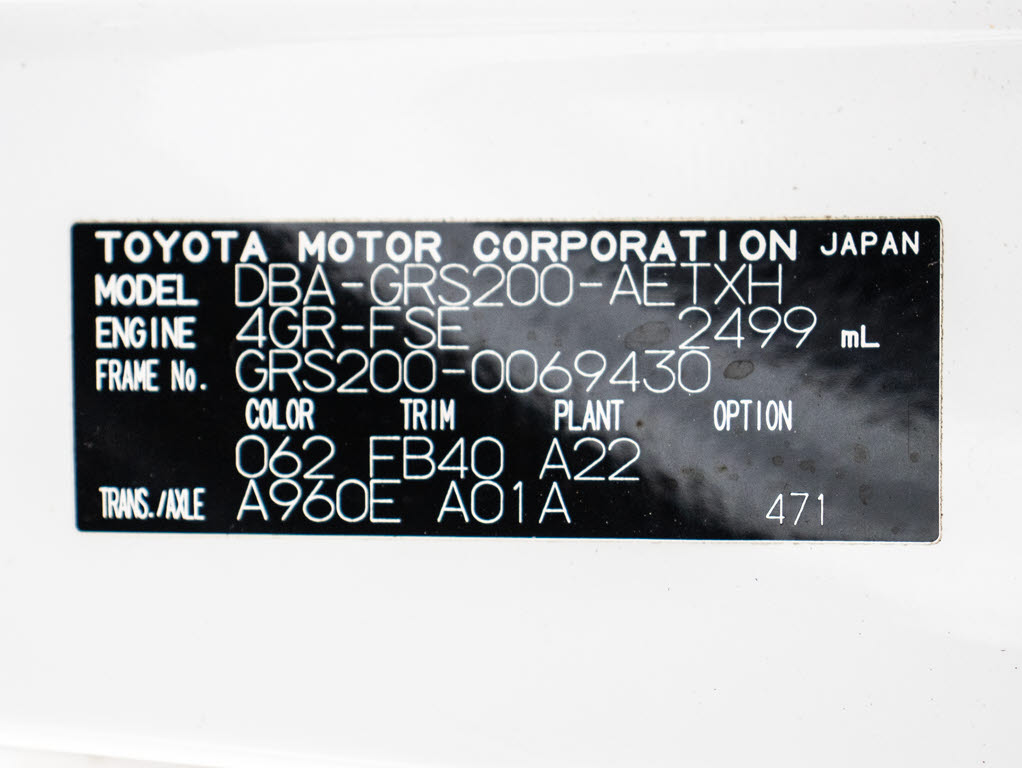 TOYOTA MOTOR CORPORATION JAPAN
MODEL DBA-GRS200-AETXH
ENGINE 4GR-FSE 2499 mL
FRAME No. GRS200-0069430
COLOR TRIM PLANT OPTION
062 FB40 A22
TRANS./AXLE A960E A01A 471